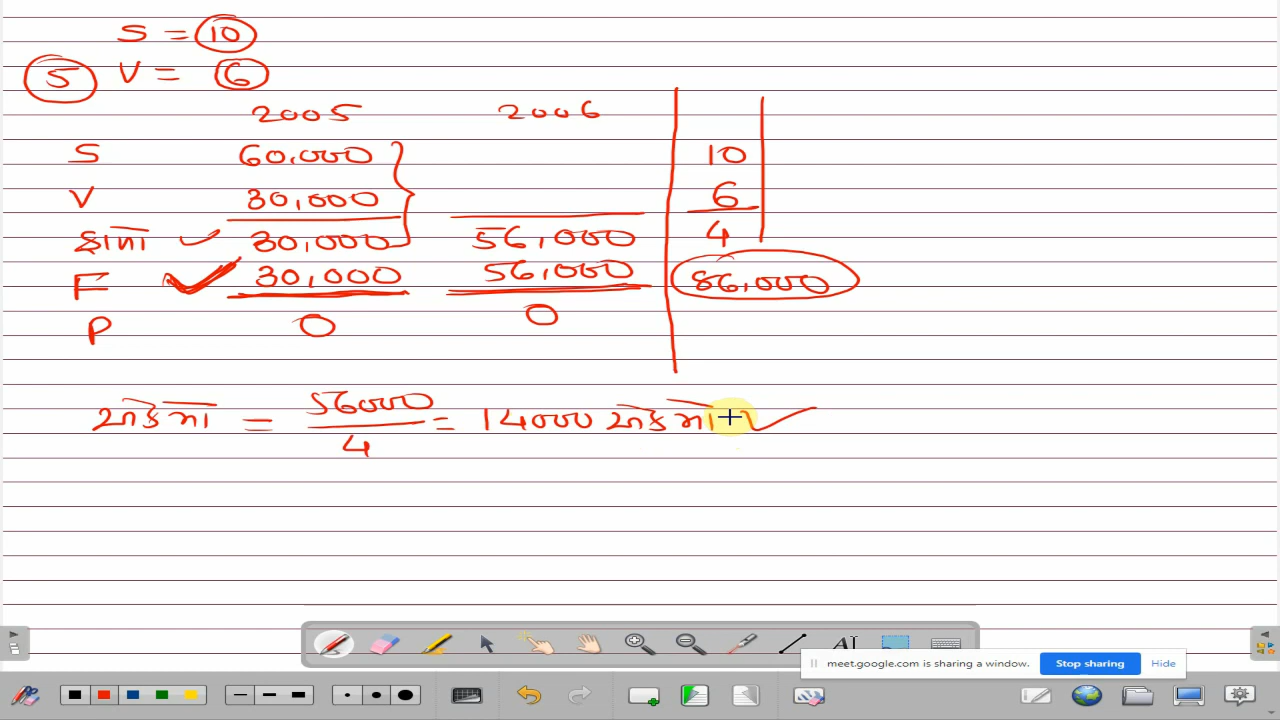 S = 10
5 V = 6
2005 2006
S 60,000 10
V 30,000 6
ફાળો 30,000 56,000 4
F 30,000 56,000 86,000
P 0 0
= 56000 / 4 = 14000
meet.google.com is sharing a window. Stop sharing Hide